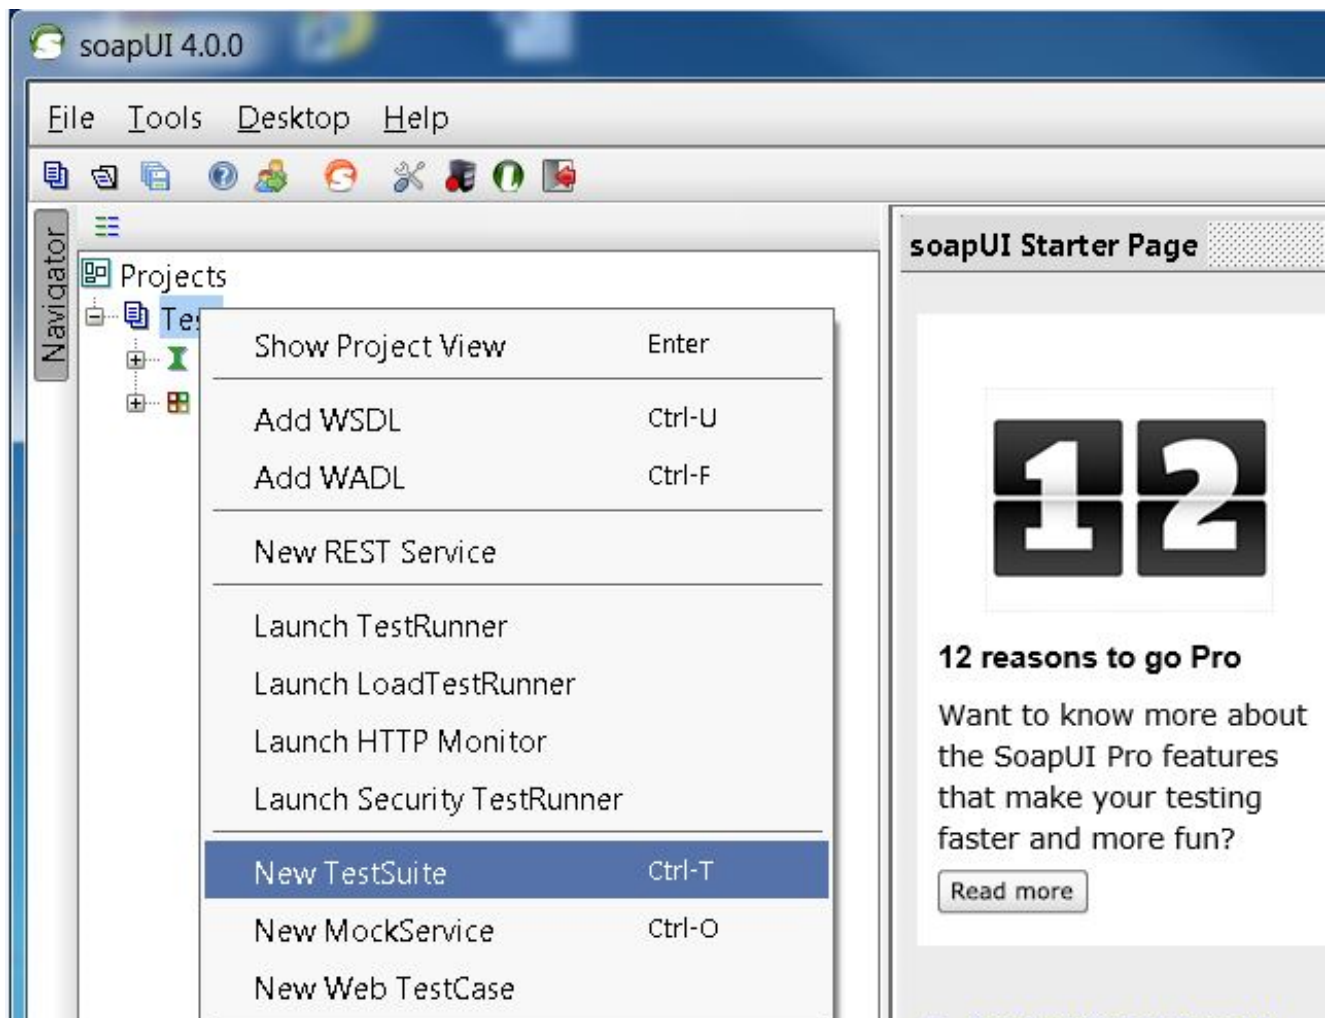 soapUI 4.0.0
File Tools Desktop Help
Navigator
Projects
soapUI Starter Page
Show Project View Enter
Add WSDL Ctrl-U
Add WADL Ctrl-F
New REST Service
Launch TestRunner
Launch LoadTestRunner
Launch HTTP Monitor
Launch Security TestRunner
New TestSuite Ctrl-T
New MockService Ctrl-O
New Web TestCase
12
12 reasons to go Pro
Want to know more about
the SoapUI Pro features
that make your testing
faster and more fun?
Read more